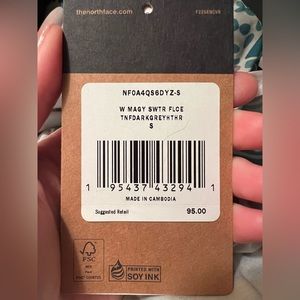 thenorthface.com
NF0A4QS6DYZ-S
W MAGY SWTR FLCE
TNFDARKGREYHTHR
S
1 95437 43294 1
MADE IN CAMBODIA
Suggested Retail 95.00
FSC
MIX
PRINTED WITH
SOY INK